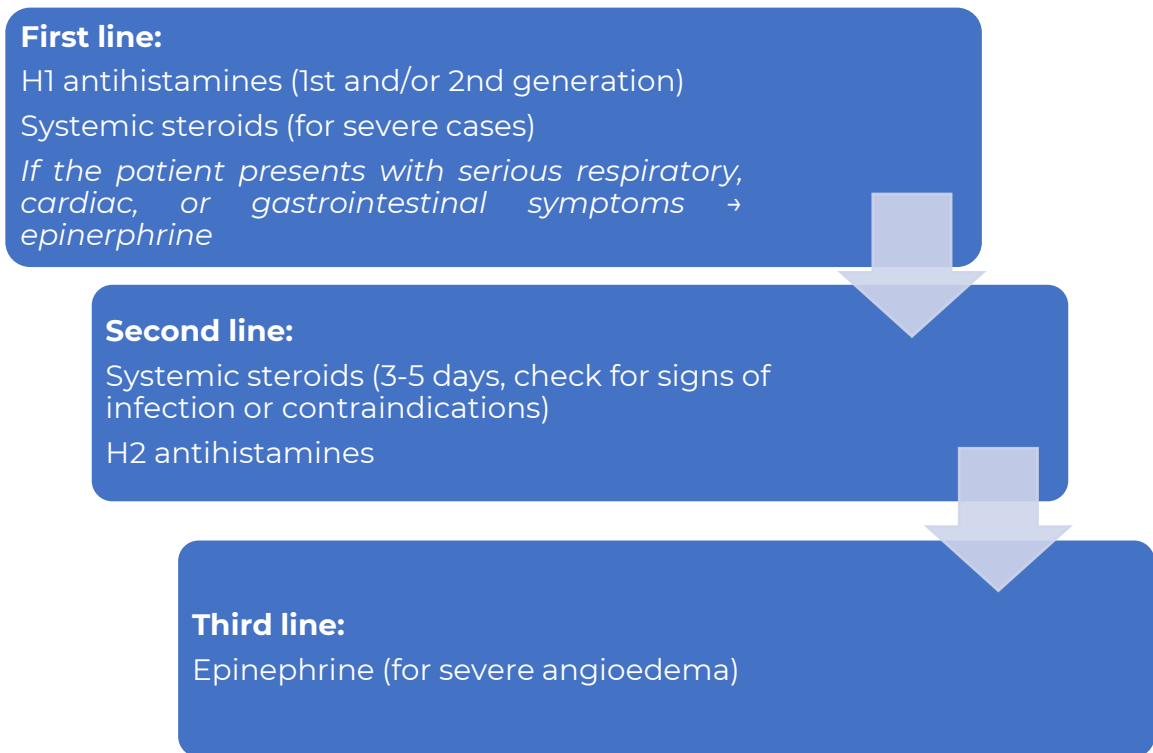 First line:
H1 antihistamines (1st and/or 2nd generation)
Systemic steroids (for severe cases)
If the patient presents with serious respiratory,
cardiac, or gastrointestinal symptoms →
epinerphrine
Second line:
Systemic steroids (3-5 days, check for signs of
infection or contraindications)
H2 antihistamines
Third line:
Epinephrine (for severe angioedema)